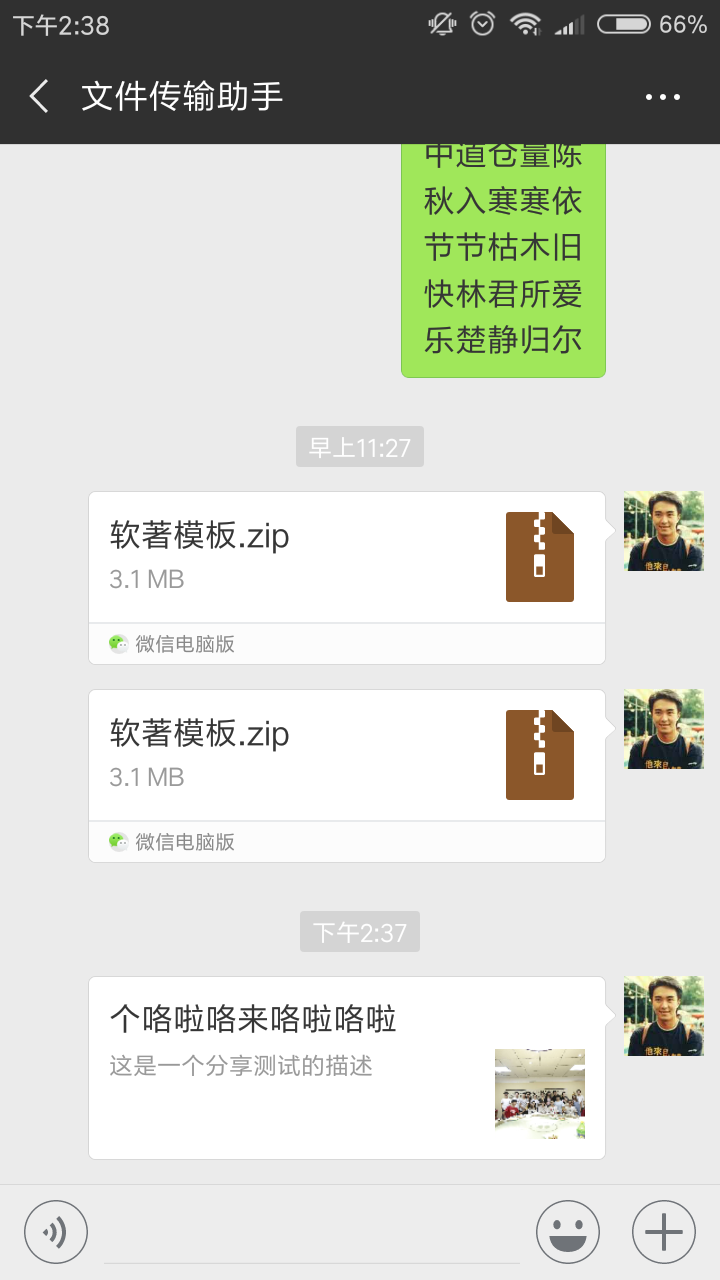 下午2:38
66%
文件传输助手
中道仓量陈
秋入寒寒依
节节枯木旧
快林君所爱
乐楚静归尔
早上11:27
软著模板.zip
3.1 MB
微信电脑版
软著模板.zip
3.1 MB
微信电脑版
下午2:37
个咯啦咯来咯啦咯啦
这是一个分享测试的描述